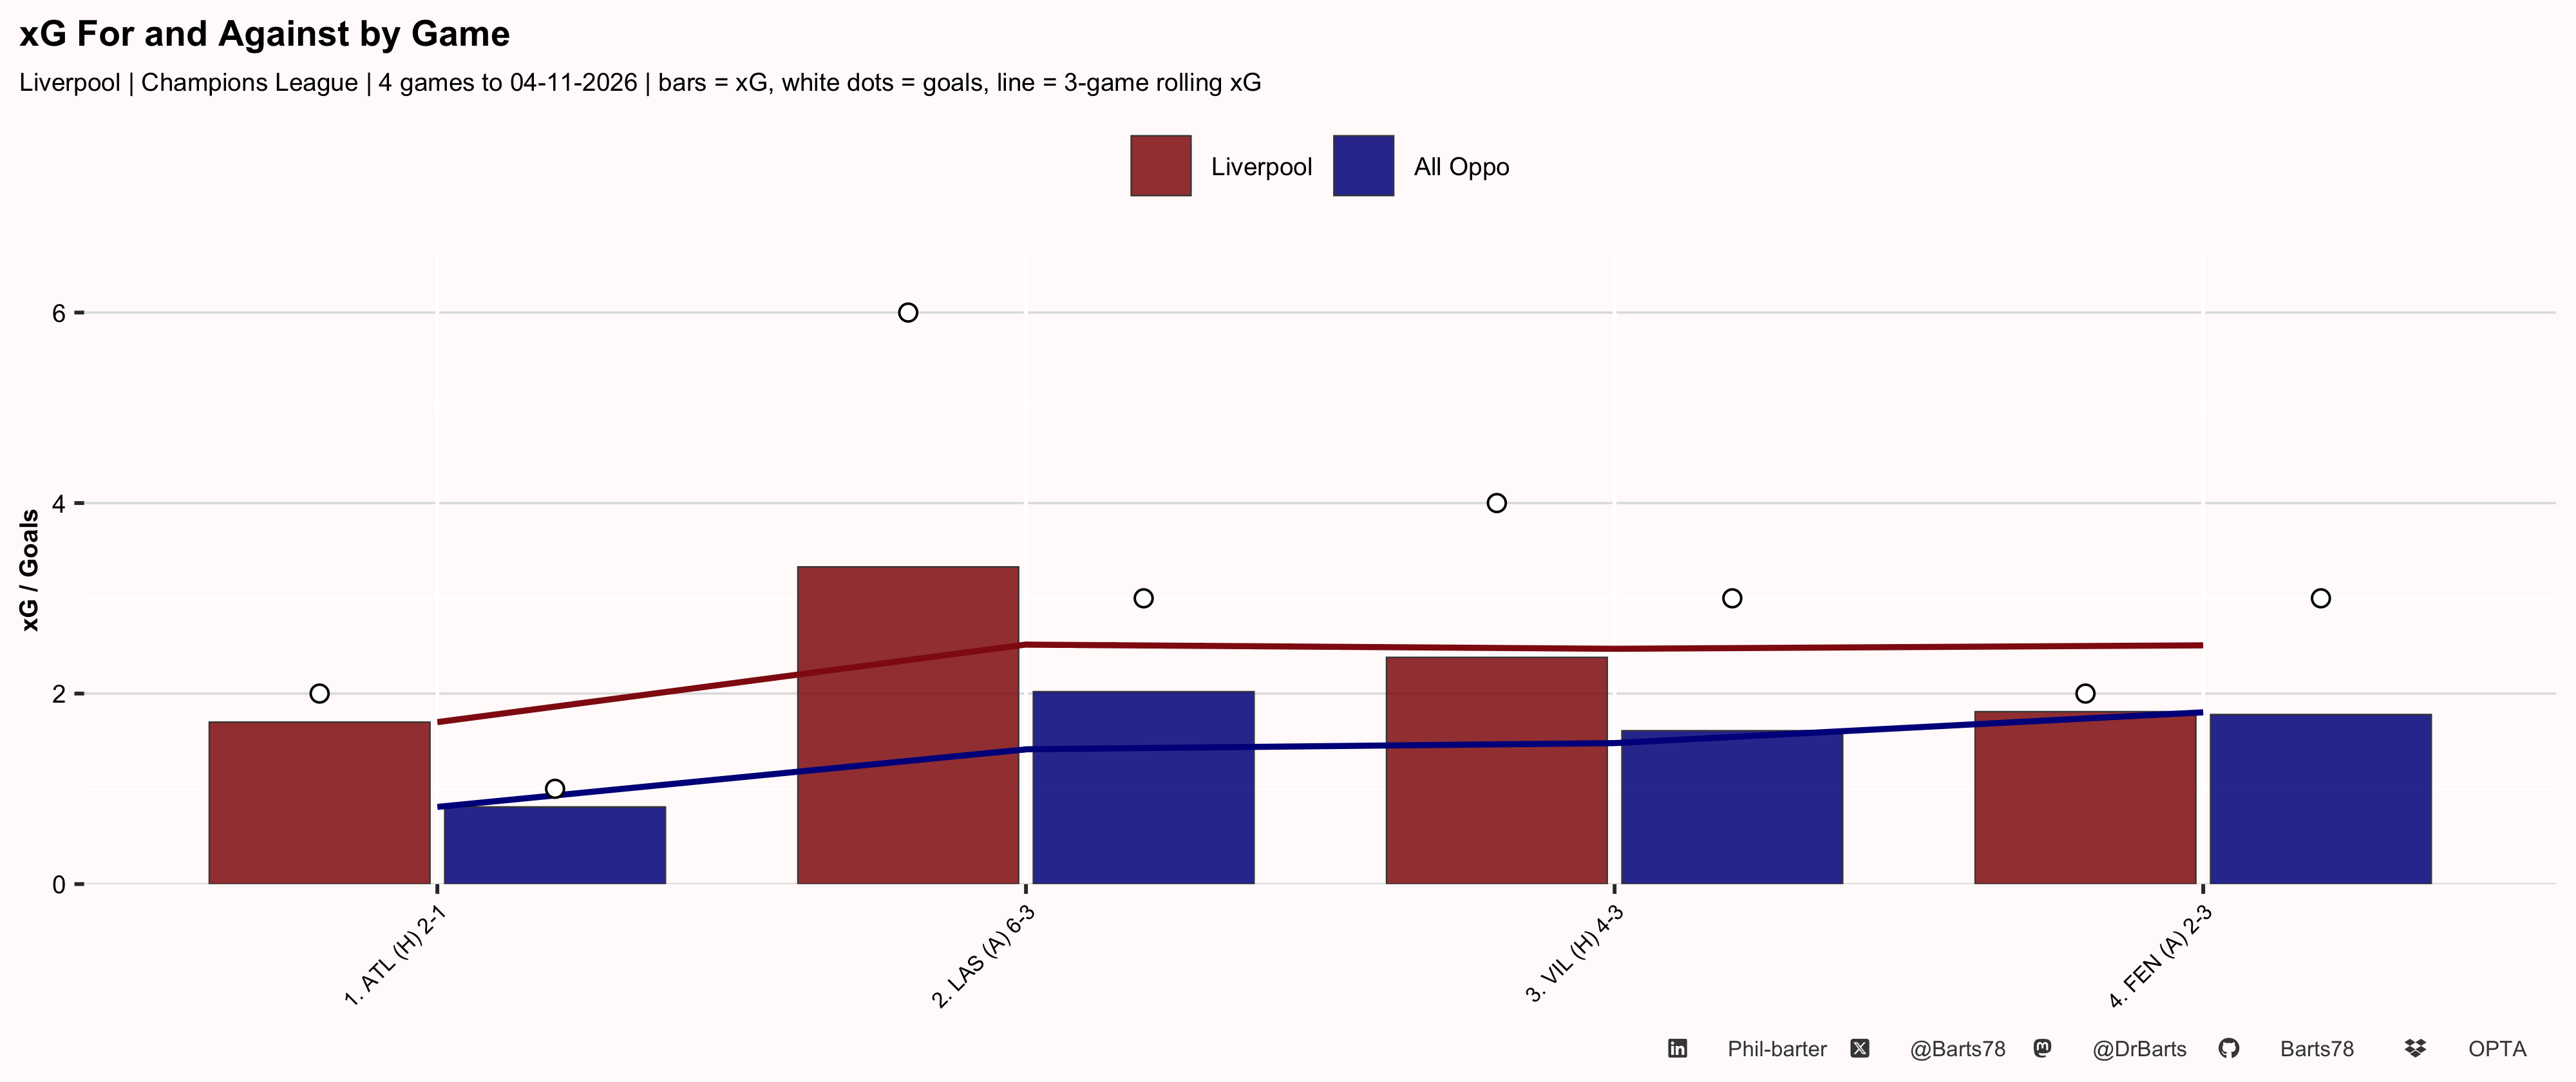 xG For and Against by Game
Liverpool | Champions League | 4 games to 04-11-2026 | bars = xG, white dots = goals, line = 3-game rolling xG
Liverpool All Oppo
xG / Goals
6
4
2
0
1. ATL (H) 2-1
2. LAS (A) 6-3
3. VIL (H) 4-3
4. FEN (A) 2-3
Phil-barter @Barts78 @DrBarts Barts78 OPTA